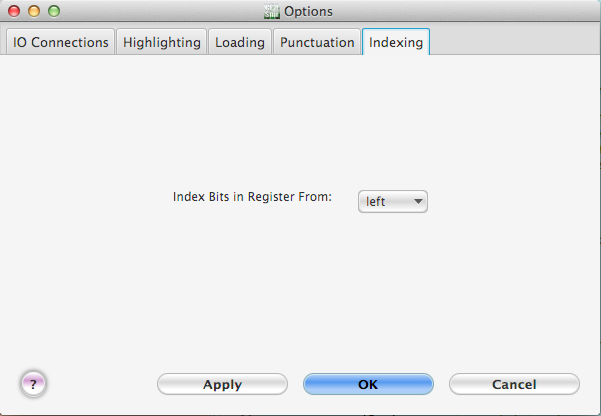 Options
IO Connections Highlighting Loading Punctuation Indexing
Index Bits in Register From: left
? Apply OK Cancel